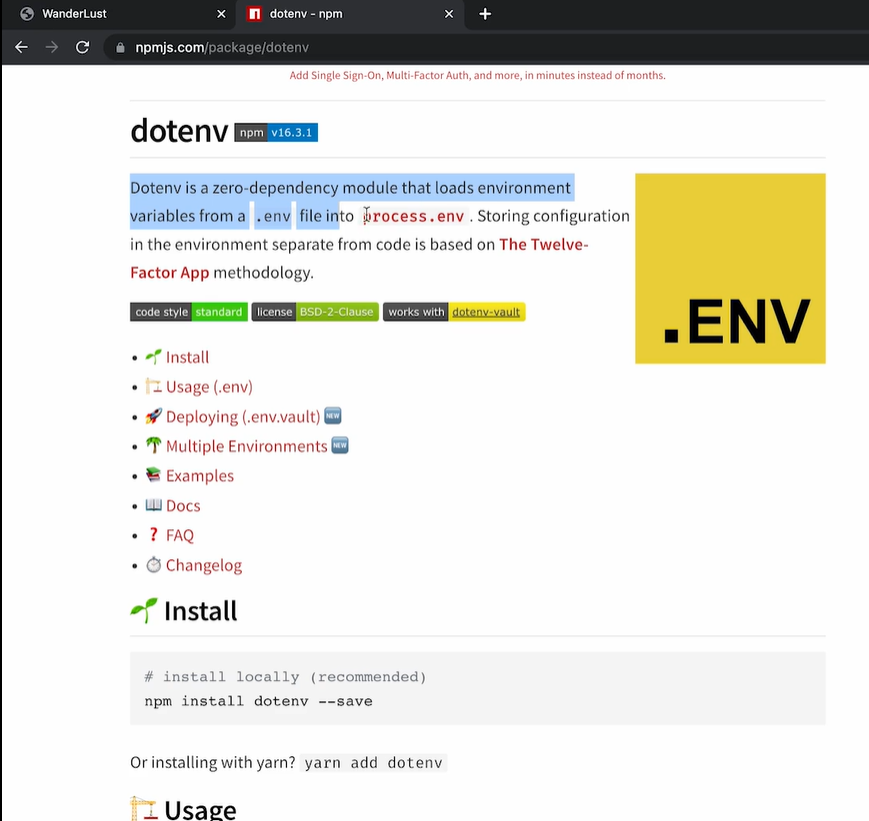 WanderLust
dotenv - npm
npmjs.com/package/dotenv
Add Single Sign-On, Multi-Factor Auth, and more, in minutes instead of months.
dotenv npm v16.3.1
Dotenv is a zero-dependency module that loads environment
variables from a .env file into process.env . Storing configuration
in the environment separate from code is based on The Twelve-
Factor App methodology.
.ENV
code style standard license BSD-2-Clause works with dotenv-vault
Install
Usage (.env)
Deploying (.env.vault) NEW
Multiple Environments NEW
Examples
Docs
FAQ
Changelog
Install
# install locally (recommended)
npm install dotenv --save
Or installing with yarn? yarn add dotenv
Usage